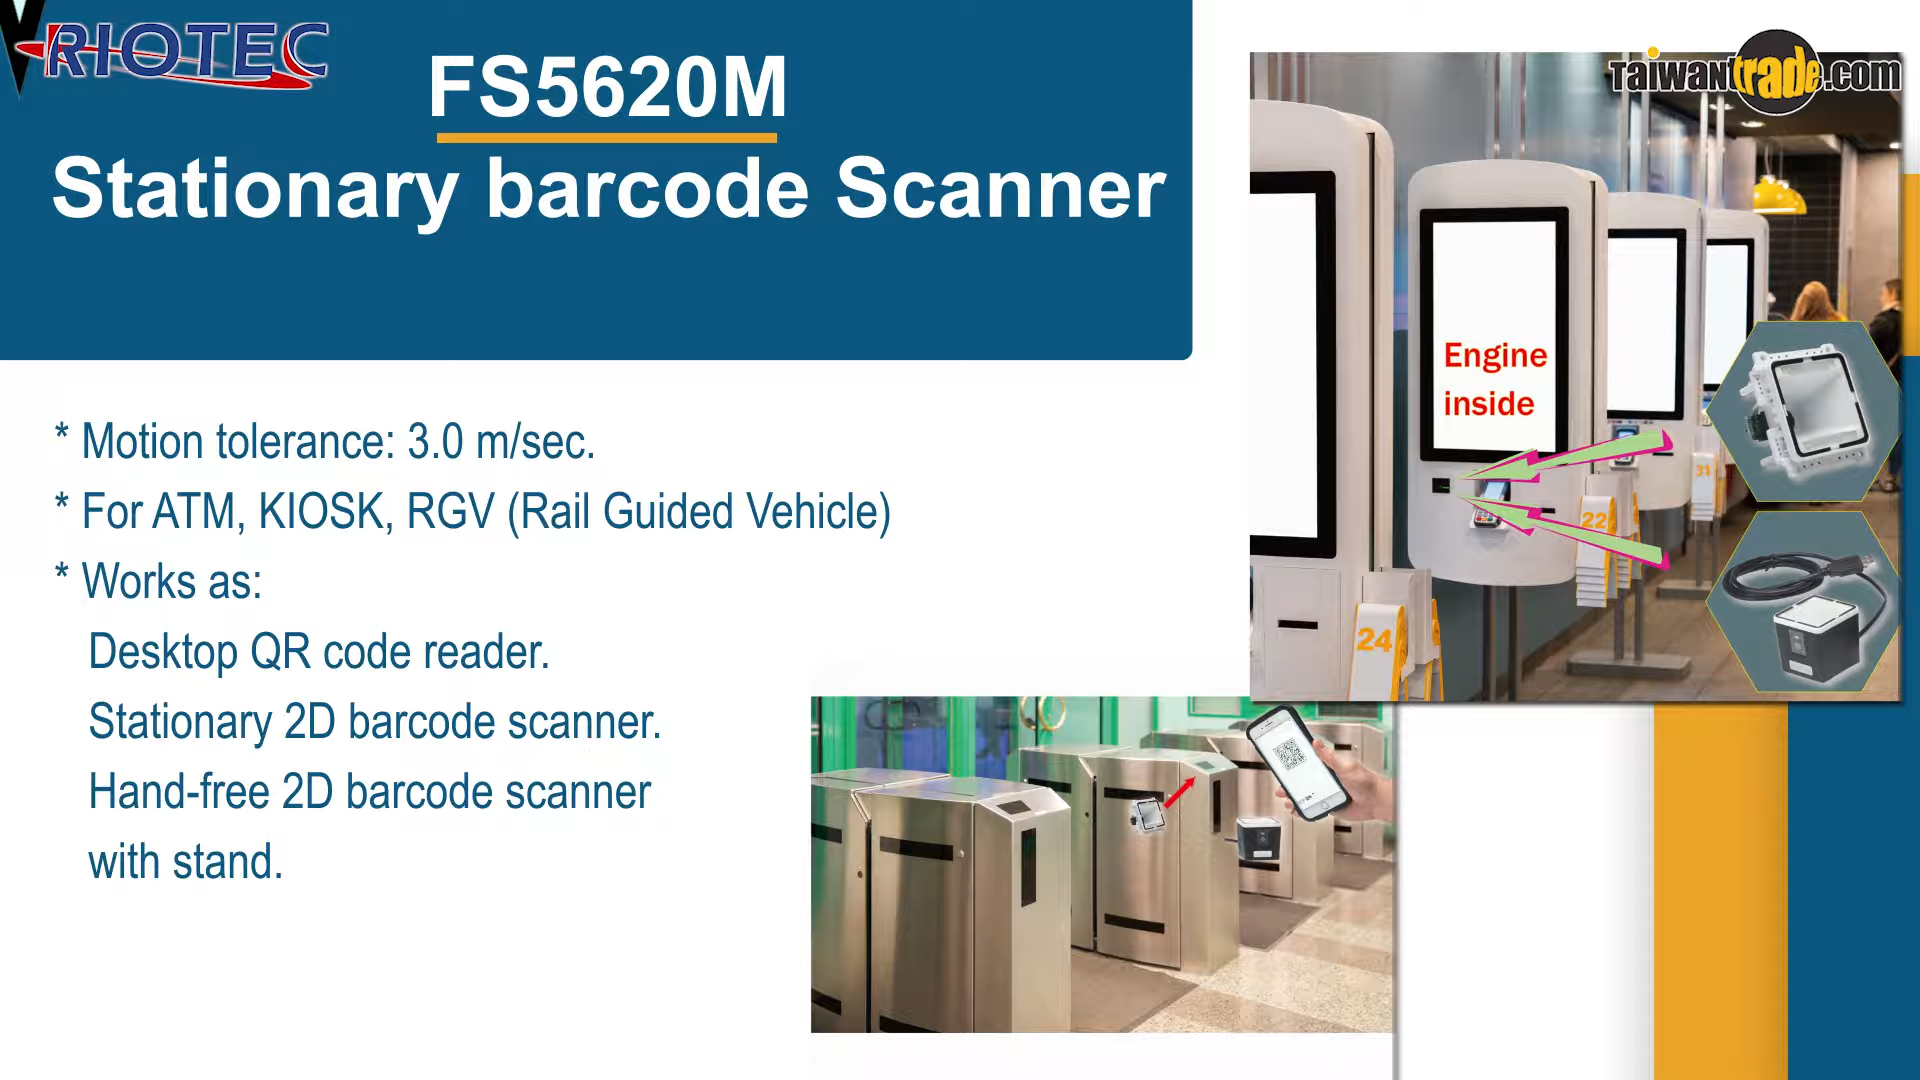 RIOTEC
FS5620M
Stationary barcode Scanner
Taiwantrade.com
Engine
inside
* Motion tolerance: 3.0 m/sec.
* For ATM, KIOSK, RGV (Rail Guided Vehicle)
* Works as:
Desktop QR code reader.
Stationary 2D barcode scanner.
Hand-free 2D barcode scanner
with stand.
31
22
24